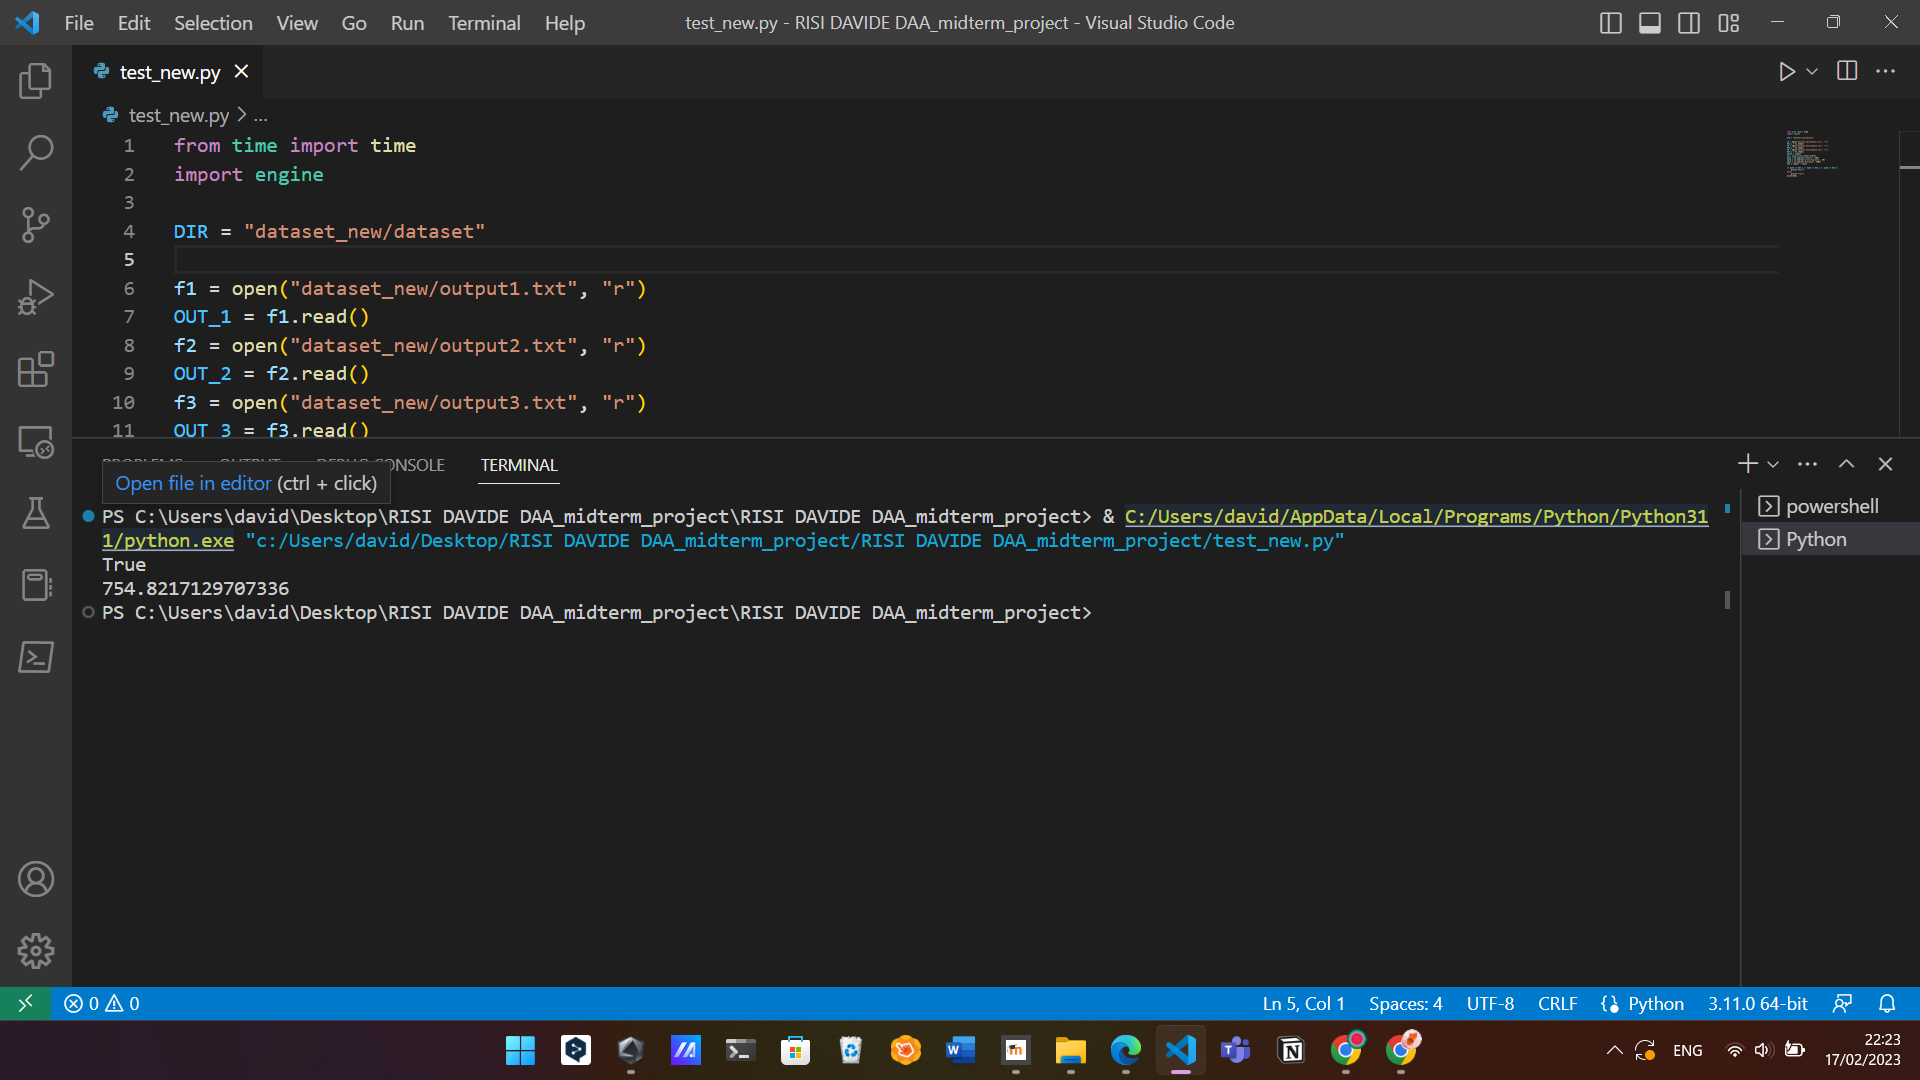 File Edit Selection View Go Run Terminal Help test_new.py - RISI DAVIDE DAA_midterm_project - Visual Studio Code
test_new.py
test_new.py > ...
1 from time import time
2 import engine
3
4 DIR = "dataset_new/dataset"
5
6 f1 = open("dataset_new/output1.txt", "r")
7 OUT_1 = f1.read()
8 f2 = open("dataset_new/output2.txt", "r")
9 OUT_2 = f2.read()
10 f3 = open("dataset_new/output3.txt", "r")
11 OUT_3 = f3.read()
PROBLEMS OUTPUT DEBUG CONSOLE TERMINAL
Open file in editor (ctrl + click)
PS C:\Users\david\Desktop\RISI DAVIDE DAA_midterm_project\RISI DAVIDE DAA_midterm_project> & C:/Users/david/AppData/Local/Programs/Python/Python31
1/python.exe "c:/Users/david/Desktop/RISI DAVIDE DAA_midterm_project/RISI DAVIDE DAA_midterm_project/test_new.py"
True
754.8217129707336
PS C:\Users\david\Desktop\RISI DAVIDE DAA_midterm_project\RISI DAVIDE DAA_midterm_project>
powershell
Python
0 0 Ln 5, Col 1 Spaces: 4 UTF-8 CRLF Python 3.11.0 64-bit
ENG
22:23
17/02/2023